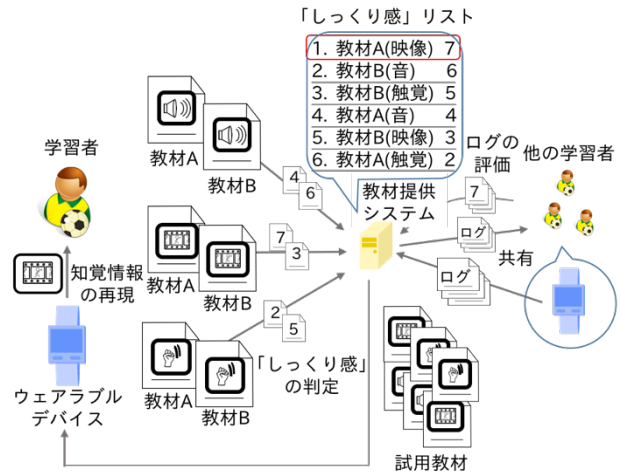 「しっくり感」リスト
1. 教材A(映像) 7
2. 教材B(音) 6
3. 教材B(触覚) 5
4. 教材A(音) 4
5. 教材B(映像) 3
6. 教材A(触覚) 2
学習者
教材A
教材B
4
6
教材提供
システム
ログの
評価
他の学習者
7
ログ
共有
ログ
知覚情報
の再現
教材A
教材B
7
3
2
5
「しっくり感」
の判定
教材A
教材B
ウェアラブル
デバイス
試用教材